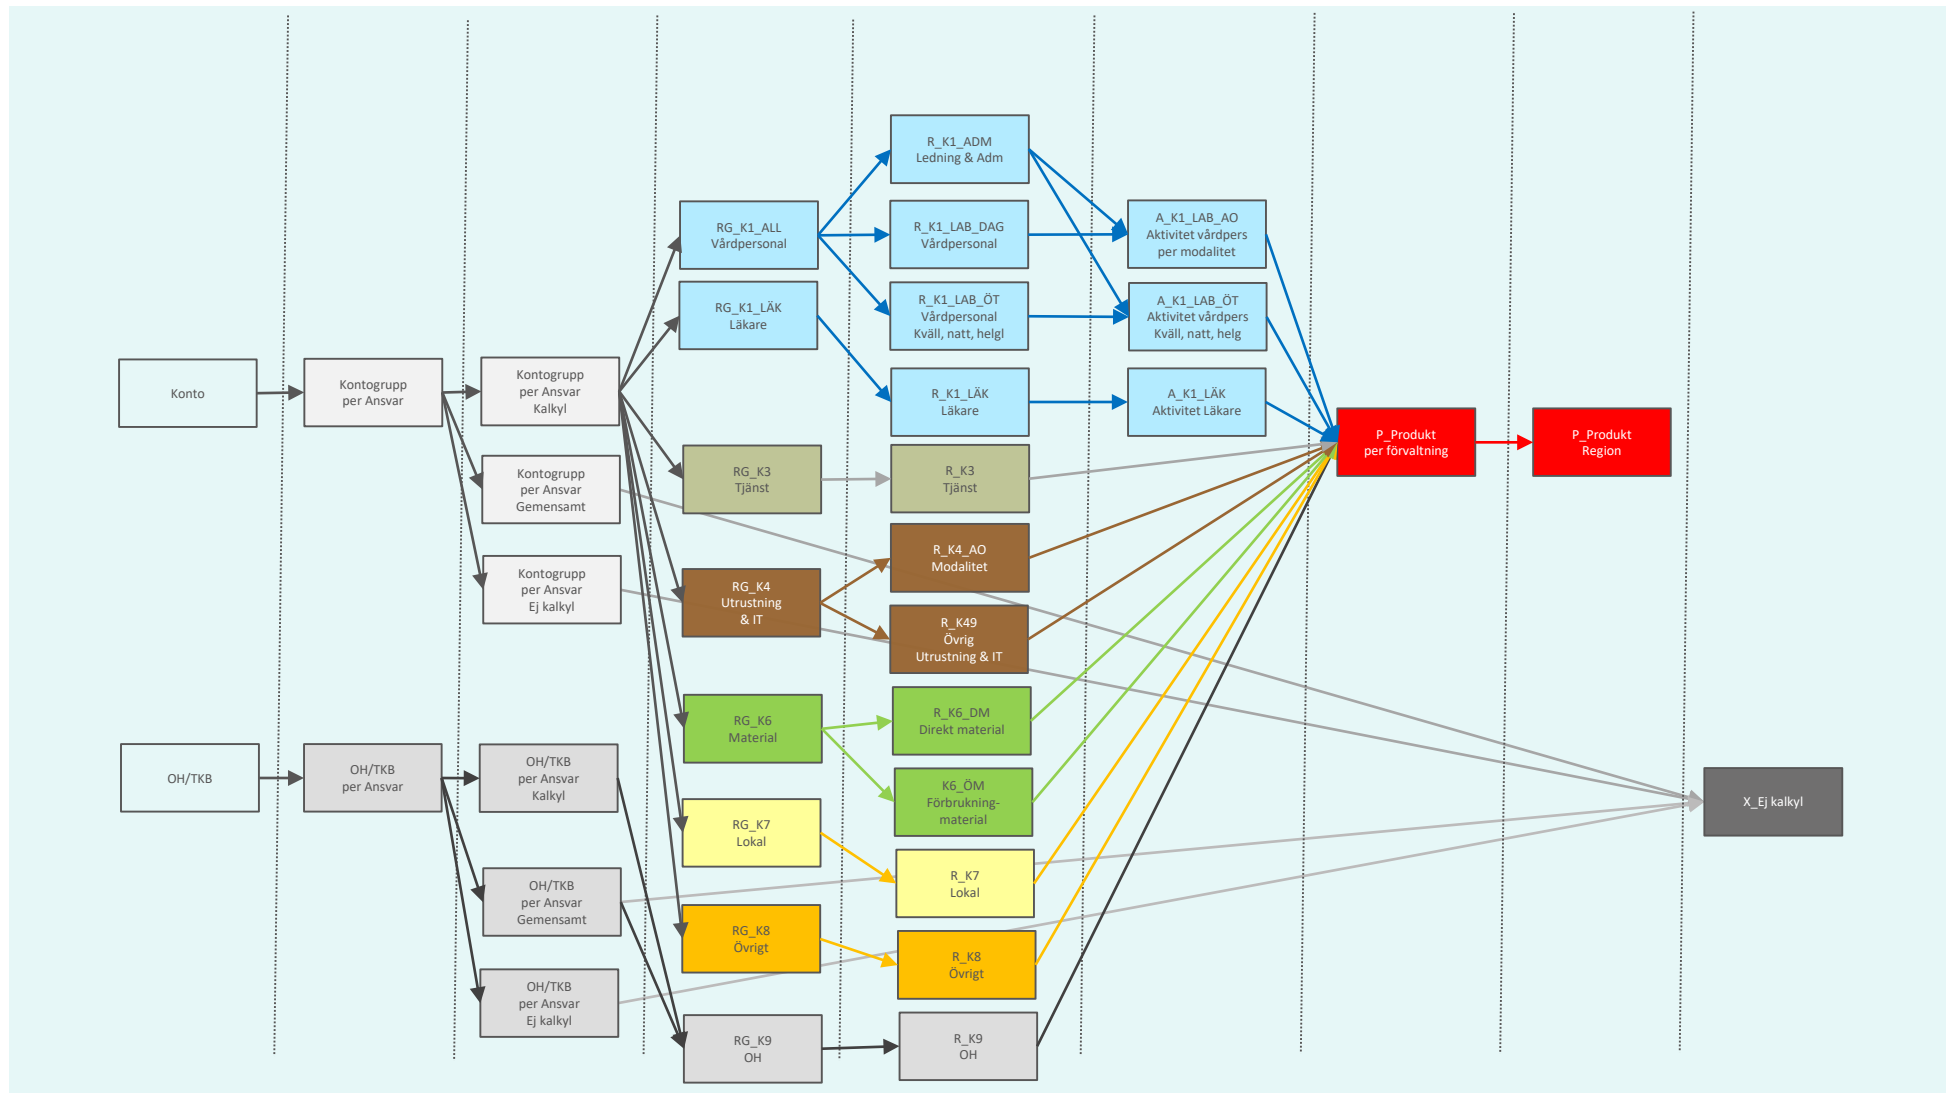 Konto
OH/TKB
Kontogrupp
per Ansvar
OH/TKB
per Ansvar
Kontogrupp
per Ansvar
Kalkyl
Kontogrupp
per Ansvar
Gemensamt
Kontogrupp
per Ansvar
Ej kalkyl
OH/TKB
per Ansvar
Kalkyl
OH/TKB
per Ansvar
Gemensamt
OH/TKB
per Ansvar
Ej kalkyl
RG_K1_ALL
Vårdpersonal
RG_K1_LÄK
Läkare
RG_K3
Tjänst
RG_K4
Utrustning
& IT
RG_K6
Material
RG_K7
Lokal
RG_K8
Övrigt
RG_K9
OH
R_K1_ADM
Ledning & Adm
R_K1_LAB_DAG
Vårdpersonal
R_K1_LAB_ÖT
Vårdpersonal
Kväll, natt, helgl
R_K1_LÄK
Läkare
R_K3
Tjänst
R_K4_AO
Modalitet
R_K49
Övrig
Utrustning & IT
R_K6_DM
Direkt material
K6_ÖM
Förbrukning-
material
R_K7
Lokal
R_K8
Övrigt
R_K9
OH
A_K1_LAB_AO
Aktivitet vårdpers
per modalitet
A_K1_LAB_ÖT
Aktivitet vårdpers
Kväll, natt, helg
A_K1_LÄK
Aktivitet Läkare
P_Produkt
per förvaltning
P_Produkt
Region
X_Ej kalkyl